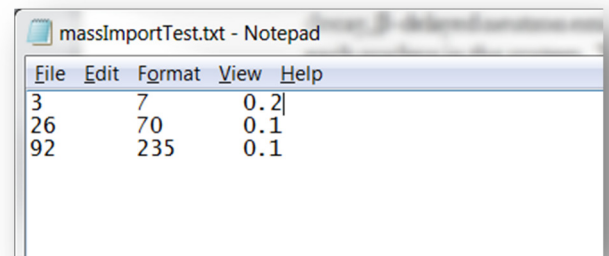 massImportTest.txt - Notepad
File Edit Format View Help
3 7 0.2
26 70 0.1
92 235 0.1